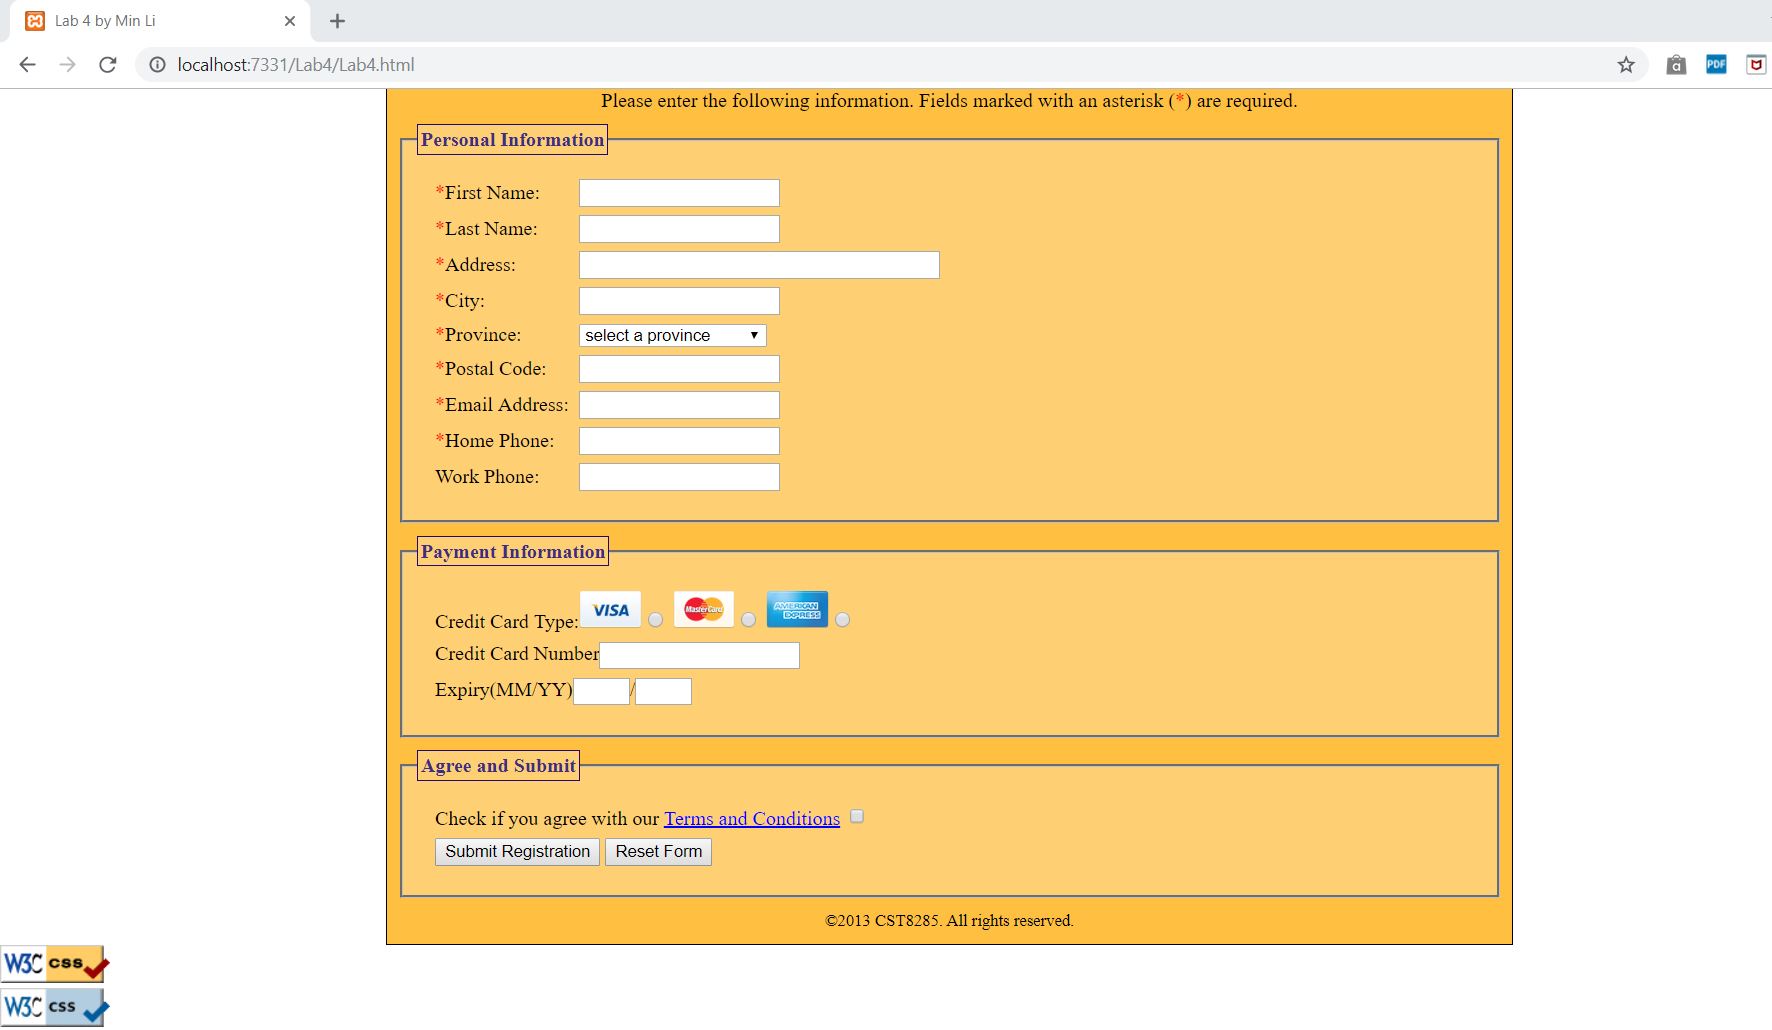 Lab 4 by Min Li
localhost:7331/Lab4/Lab4.html
PDF
Please enter the following information. Fields marked with an asterisk (*) are required.
Personal Information
*First Name:
*Last Name:
*Address:
*City:
*Province: select a province
*Postal Code:
*Email Address:
*Home Phone:
Work Phone:
Payment Information
Credit Card Type: VISA MasterCard AMERICAN EXPRESS
Credit Card Number
Expiry(MM/YY) /
Agree and Submit
Check if you agree with our Terms and Conditions
Submit Registration Reset Form
©2013 CST8285. All rights reserved.
W3C css
W3C css